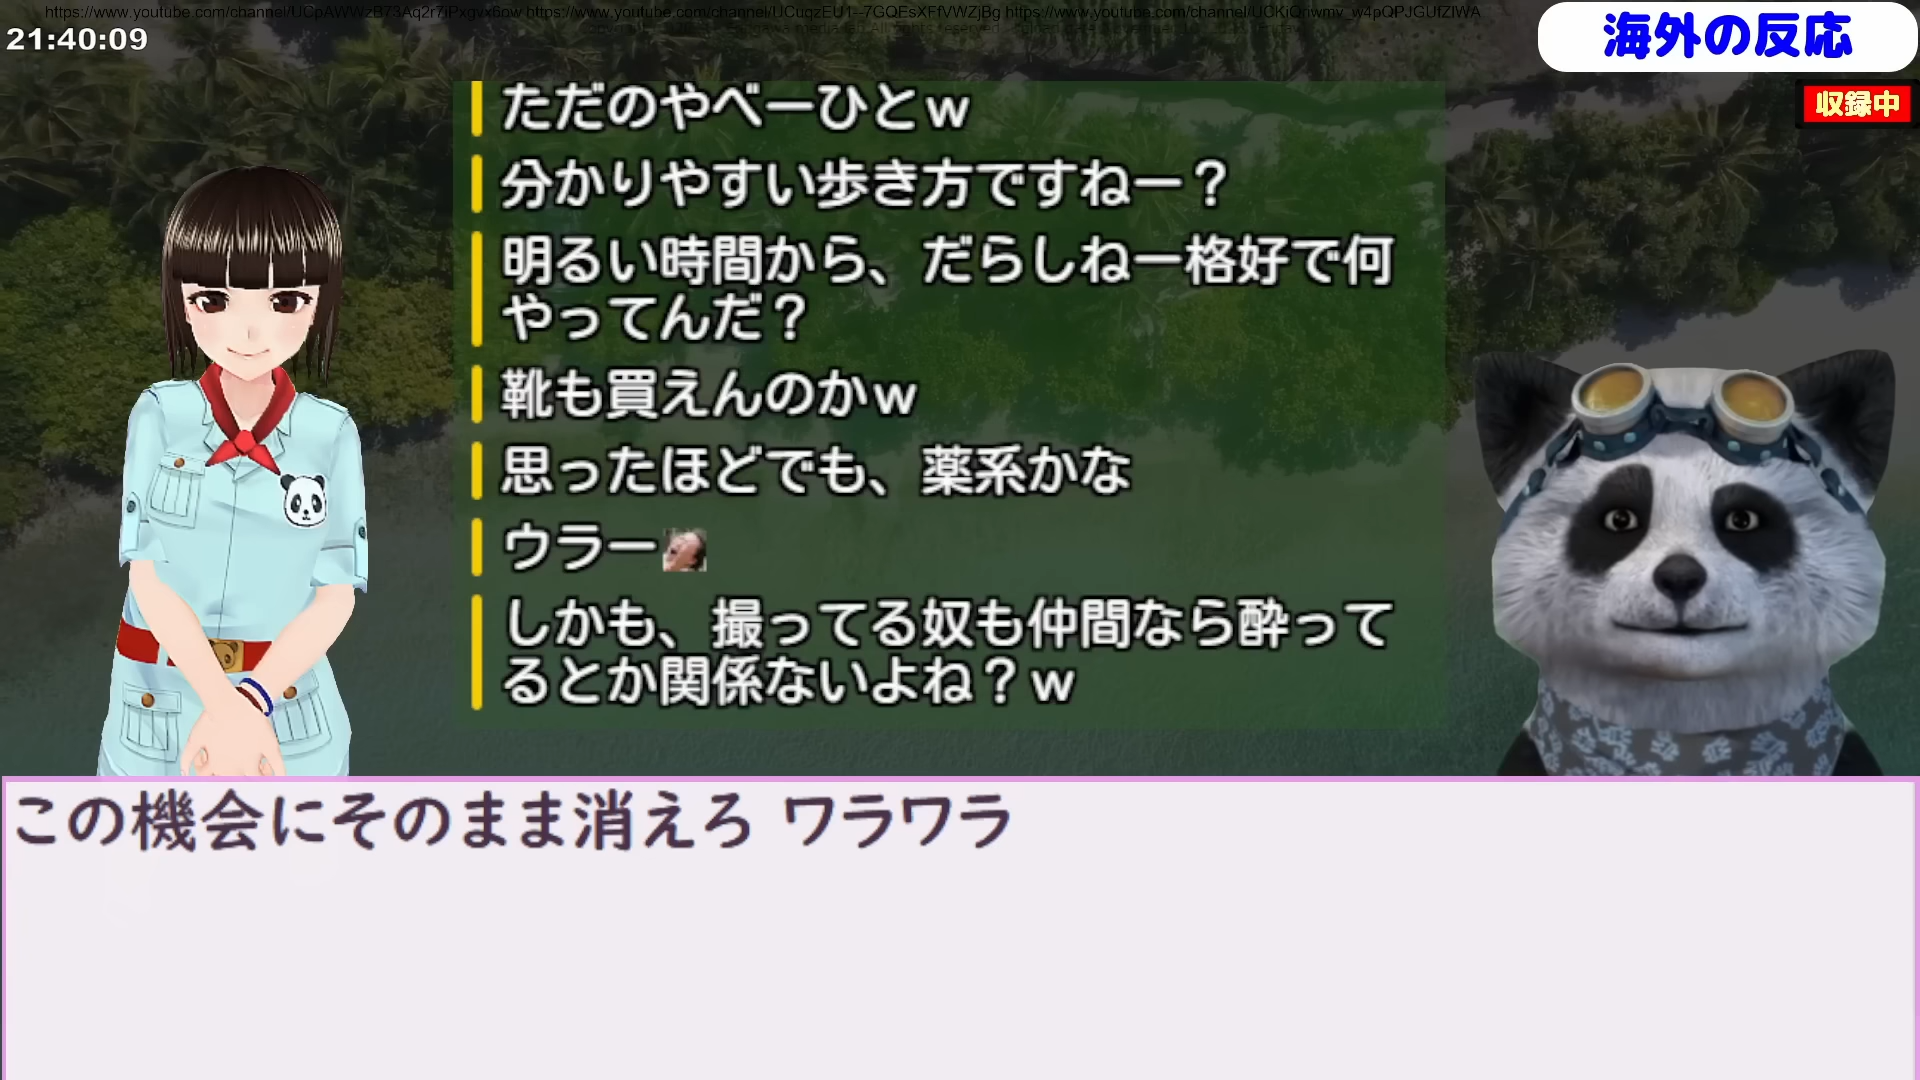 21:40:09
海外の反応
収録中
ただのやべーひとｗ
分かりやすい歩き方ですねー？
明るい時間から、だらしねー格好で何
やってんだ？
靴も買えんのかｗ
思ったほどでも、薬系かな
ウラー
しかも、撮ってる奴も仲間なら酔って
るとか関係ないよね？ｗ
この機会にそのまま消えろ ワラワラ